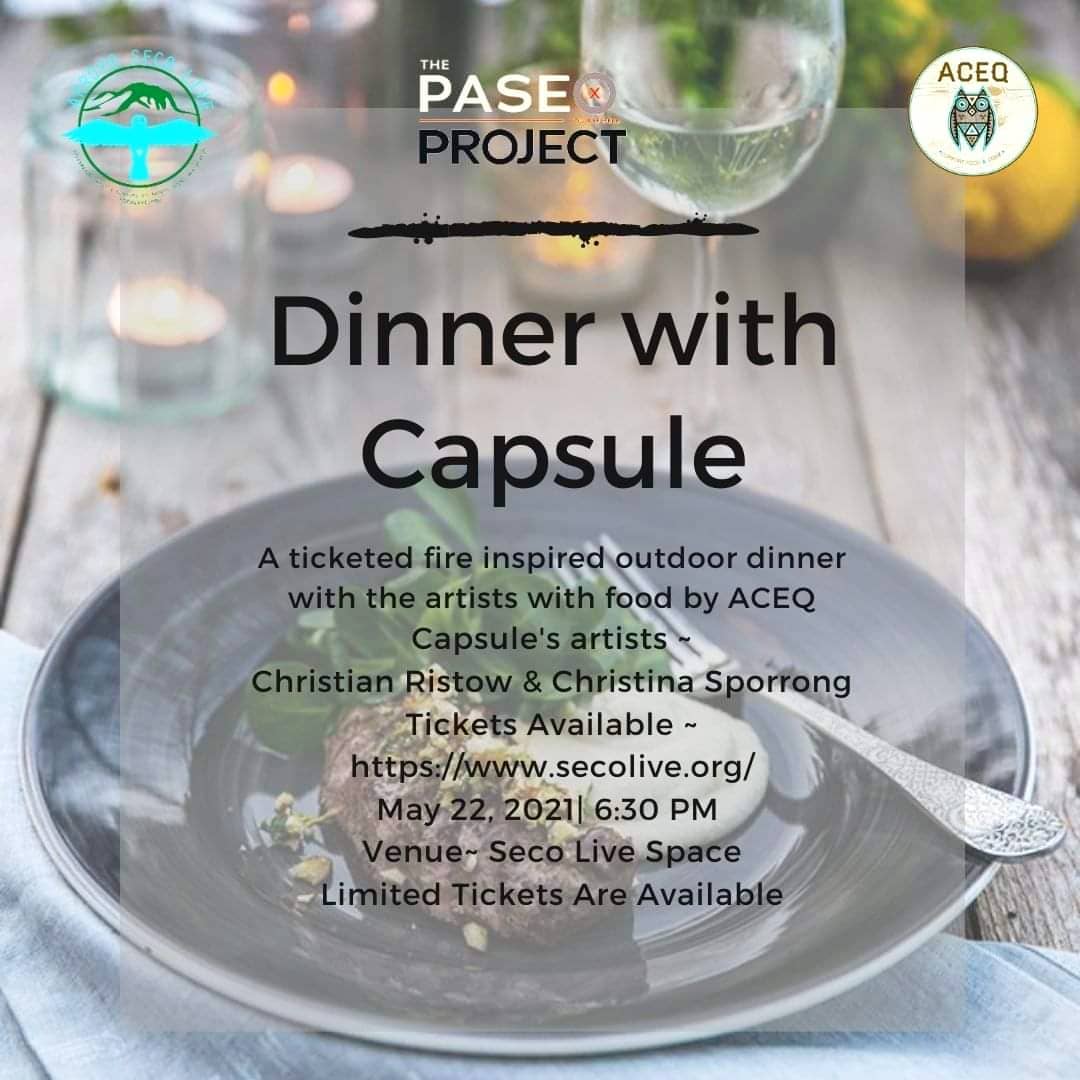 SECO LIVE
THE
PASEO
PROJECT
ACEQ
Dinner with
Capsule
A ticketed fire inspired outdoor dinner
with the artists with food by ACEQ
Capsule's artists ~
Christian Ristow & Christina Sporrong
Tickets Available ~
https://www.secolive.org/
May 22, 2021| 6:30 PM
Venue~ Seco Live Space
Limited Tickets Are Available